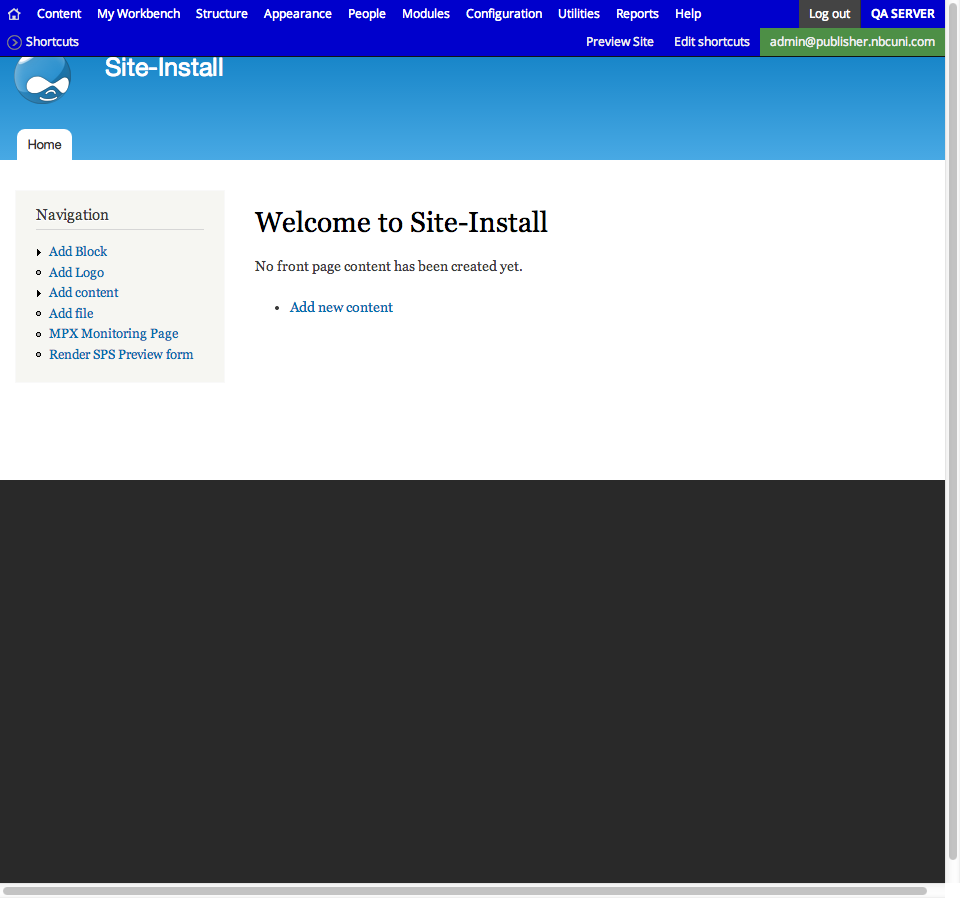 Content My Workbench Structure Appearance People Modules Configuration Utilities Reports Help Log out QA SERVER
Shortcuts Preview Site Edit shortcuts admin@publisher.nbcuni.com
Site-Install
Home
Navigation
Add Block
Add Logo
Add content
Add file
MPX Monitoring Page
Render SPS Preview form
Welcome to Site-Install
No front page content has been created yet.
Add new content